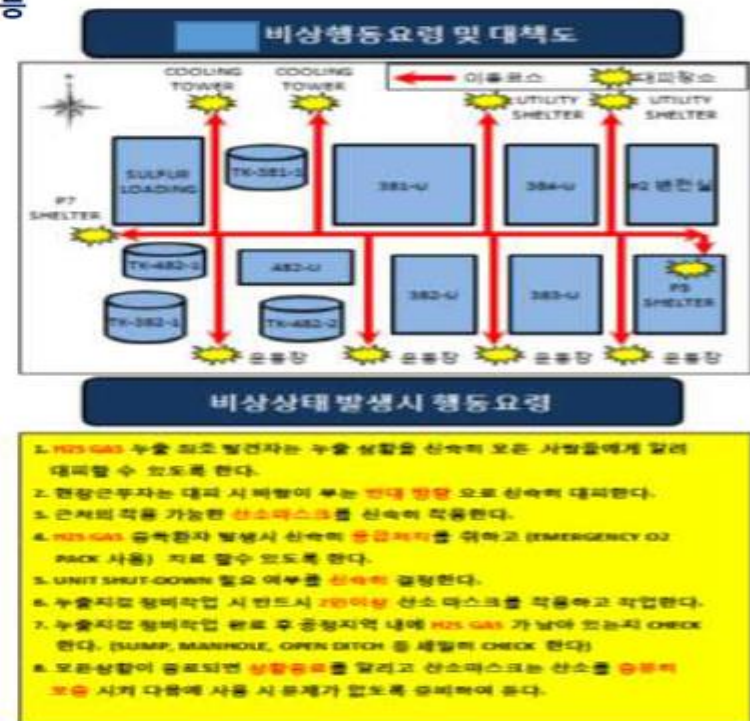 비상행동요령 및 대책도
COOLING TOWER
COOLING TOWER
이동코스
대피장소
UTILITY SHELTER
UTILITY SHELTER
SULFUR LOADING
TK-381-1
381-U
384-U
#2 변전실
P7 SHELTER
TK-482-1
482-U
382-U
383-U
P5 SHELTER
TK-382-1
TK-482-2
운동장
운동장
운동장
운동장
비상상태 발생시 행동요령
1. H2S GAS 누출 최초 발견자는 누출 상황을 신속히 모든 사람들에게 알려
대피할 수 있도록 한다.
2. 현장근무자는 대피 시 바람이 부는 반대 방향 으로 신속히 대피한다.
3. 근처의 착용 가능한 산소마스크를 신속히 착용한다.
4. H2S GAS 중독환자 발생시 신속히 응급처치를 취하고 (EMERGENCY O2
PACK 사용) 치료 할수 있도록 한다.
5. UNIT SHUT-DOWN 필요 여부를 신속히 결정한다.
6. 누출지점 정비작업 시 반드시 2인이상 산소 마스크를 착용하고 작업한다.
7. 누출지점 정비작업 완료 후 공정지역 내에 H2S GAS 가 남아 있는지 CHECK
한다. (SUMP, MANHOLE, OPEN DITCH 등 세밀히 CHECK 한다)
8. 모든상황이 종료되면 상황종료를 알리고 산소마스크는 산소를 충분히
보충 시켜 다음에 사용 시 문제가 없도록 준비하여 둔다.